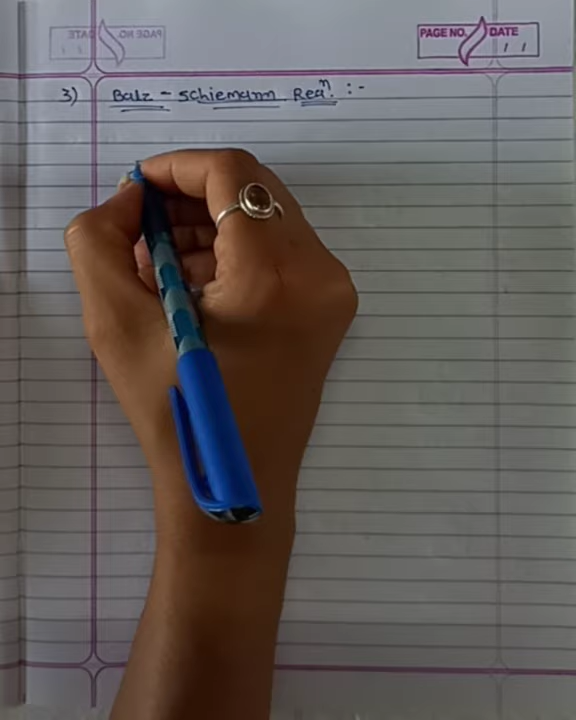 PAGE NO. DATE
/ /
3) Balz - Schiemann Reaⁿ. :-